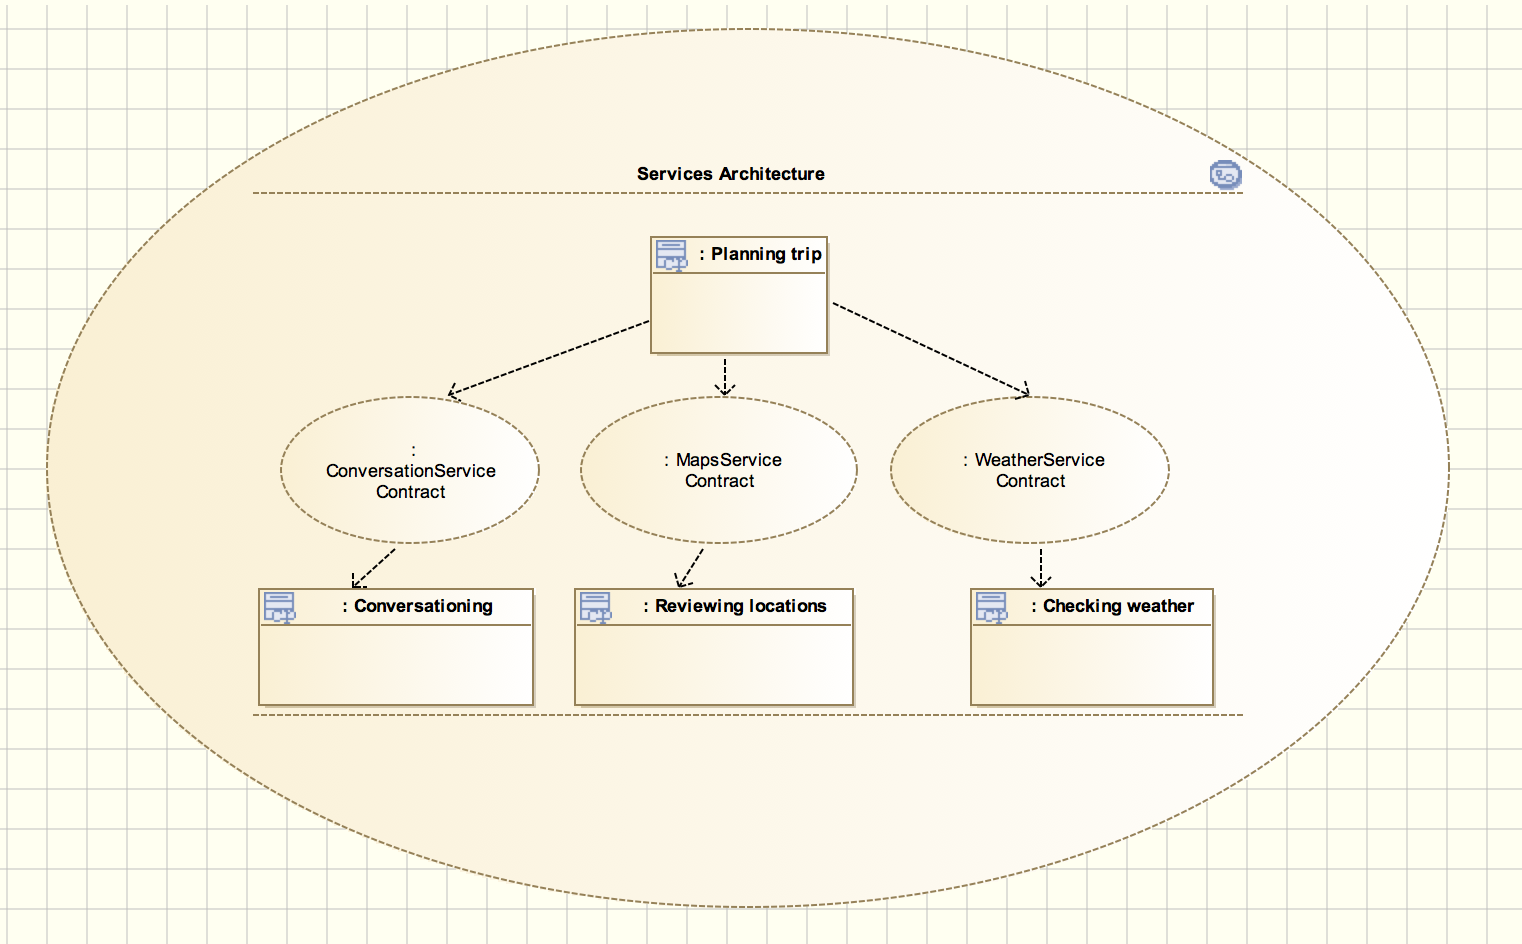 Services Architecture
: Planning trip
:
ConversationService
Contract
: MapsService
Contract
: WeatherService
Contract
: Conversationing
: Reviewing locations
: Checking weather